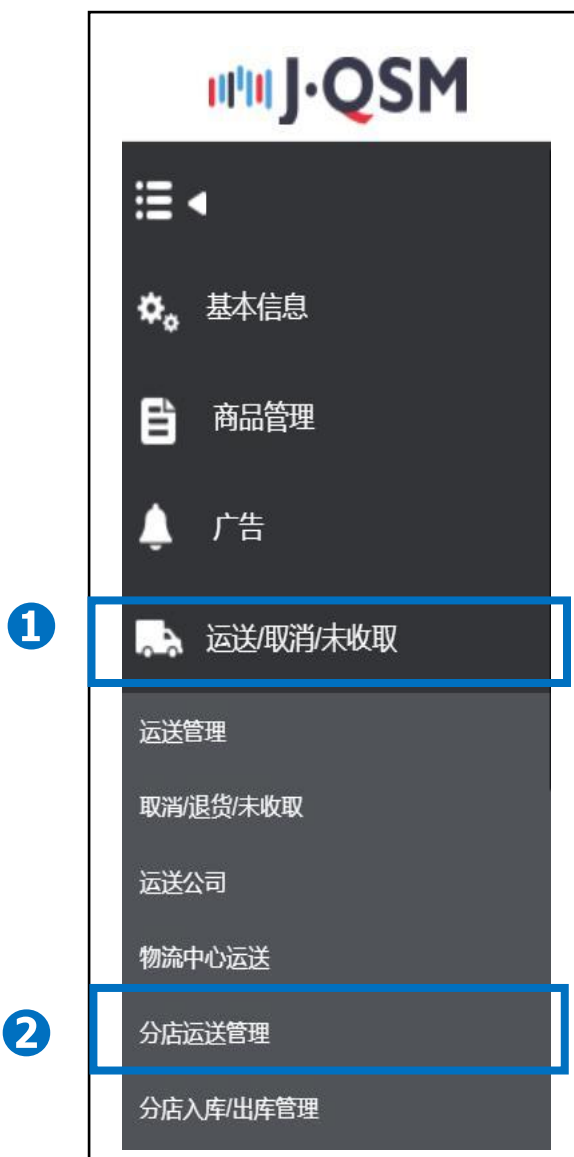 J·QSM
基本信息
商品管理
广告
1
运送/取消/未收取
运送管理
取消/退货/未收取
运送公司
物流中心运送
2
分店运送管理
分店入库/出库管理